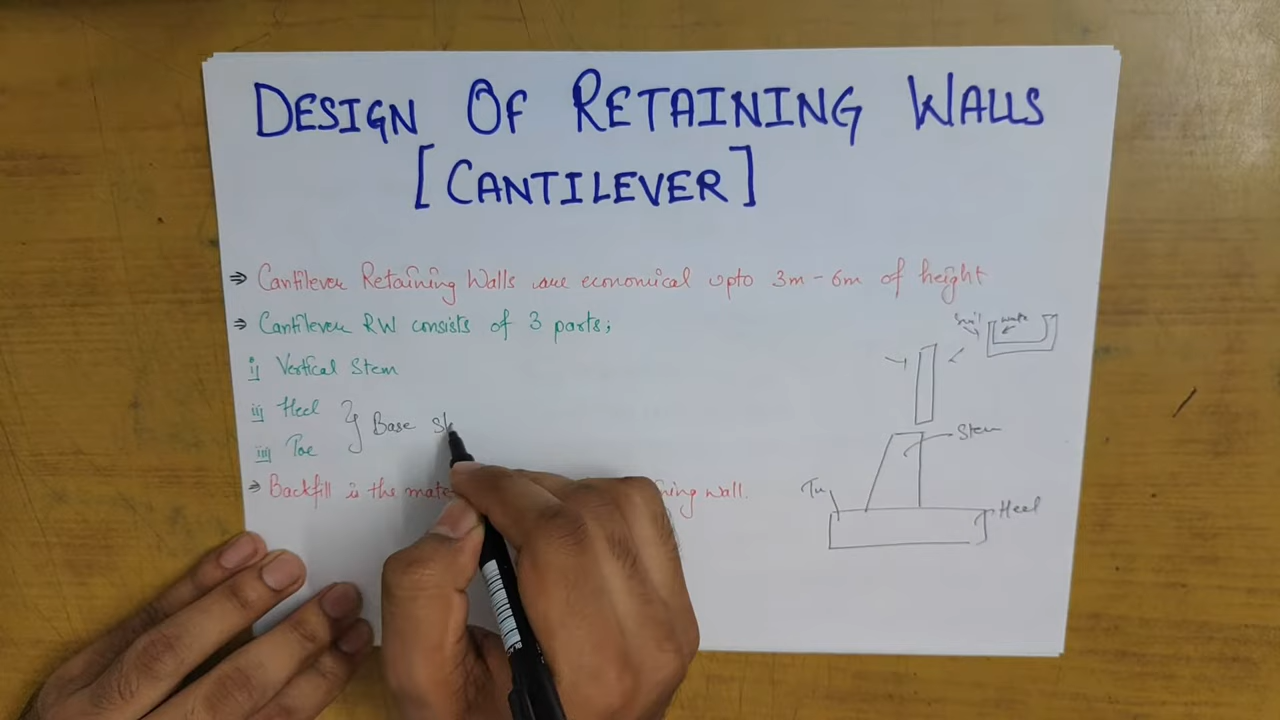 DESIGN OF RETAINING WALLS
[CANTILEVER]
⇒ Cantilever Retaining Walls are economical upto 3m - 6m of height
⇒ Cantilever RW consists of 3 parts;
i) Vertical Stem
ii) Heel
Base
iii) Toe
⇒ Backfill is the wall.
Soil
Stem
Heel